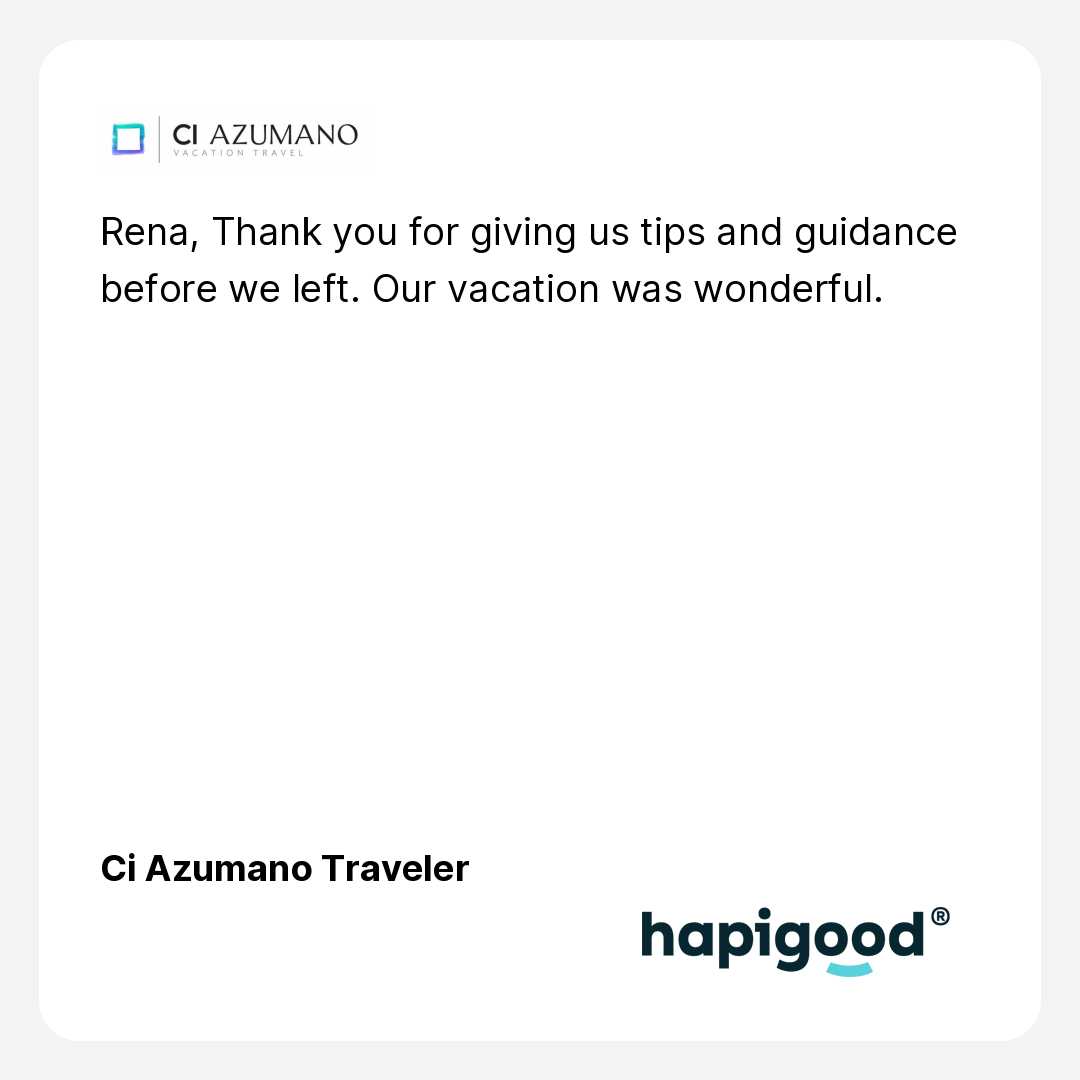 CI AZUMANO
VACATION TRAVEL
Rena, Thank you for giving us tips and guidance
before we left. Our vacation was wonderful.
Ci Azumano Traveler
hapigood®